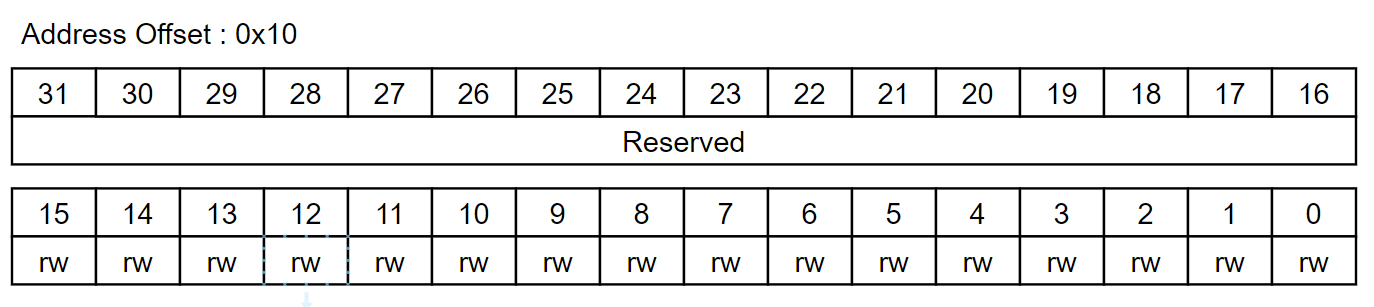 Address Offset : 0x10
31 30 29 28 27 26 25 24 23 22 21 20 19 18 17 16
Reserved
15 14 13 12 11 10 9 8 7 6 5 4 3 2 1 0
rw rw rw rw rw rw rw rw rw rw rw rw rw rw rw rw